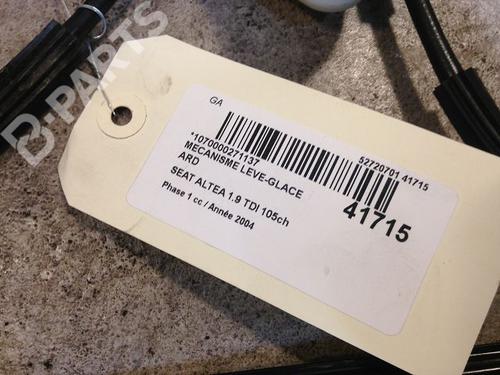 B-PARTS
GA
*1070000271137
52720701 41715
MECANISME LEVE-GLACE
ARD
41715
SEAT ALTEA 1.9 TDI 105ch
Phase 1 cc / Année 2004